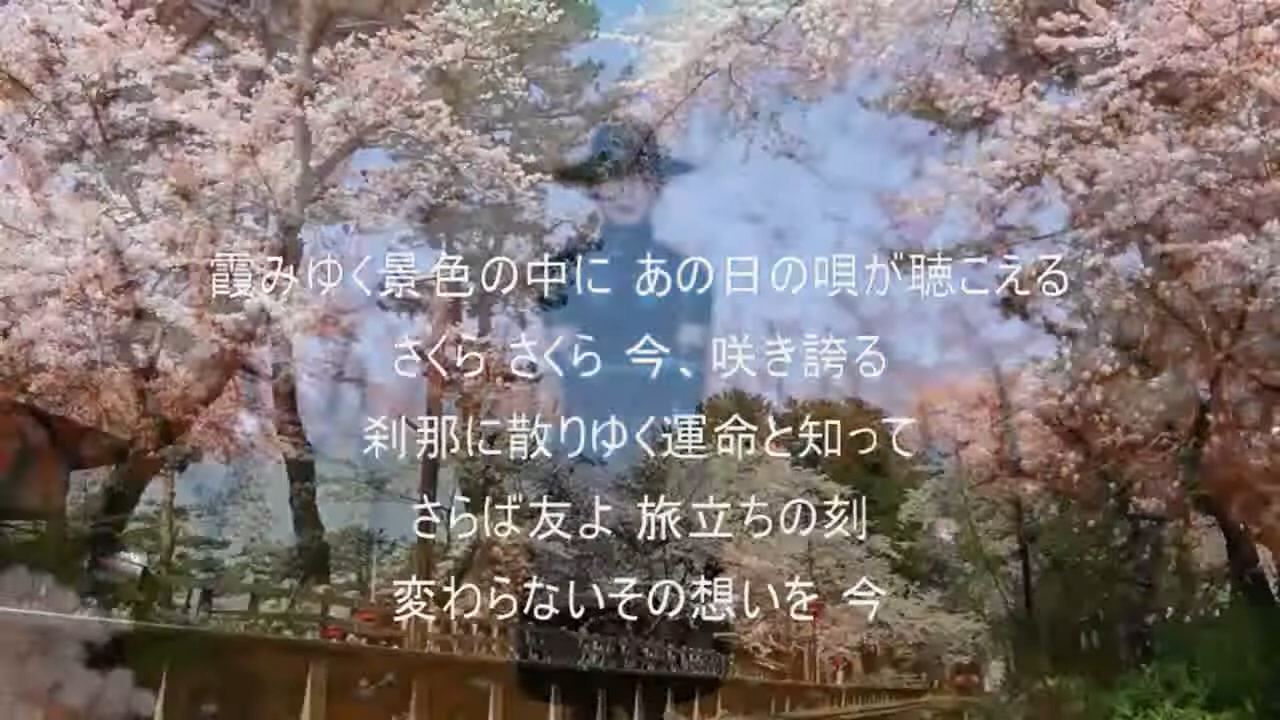 霞みゆく景色の中に あの日の唄が聴こえる
さくら さくら 今、咲き誇る
刹那に散りゆく運命と知って
さらば友よ 旅立ちの刻
変わらないその想いを 今